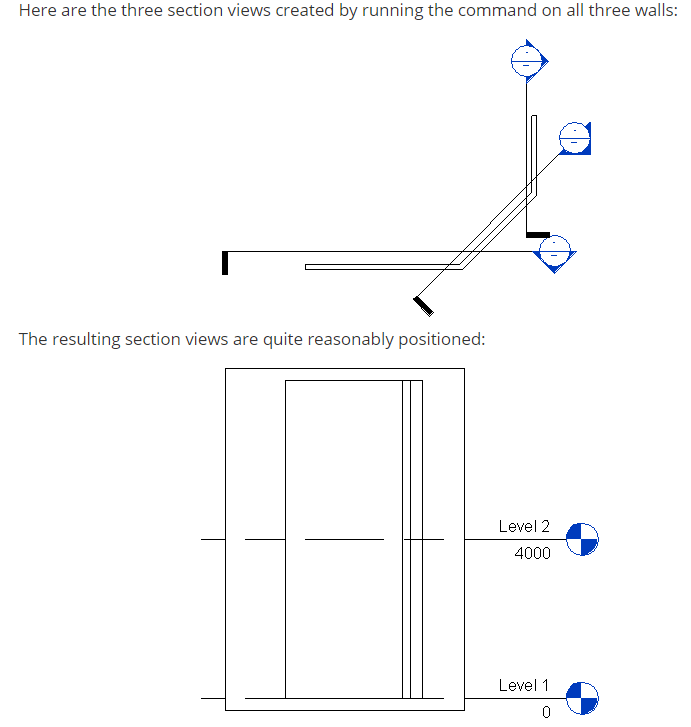 Here are the three section views created by running the command on all three walls:
The resulting section views are quite reasonably positioned:
Level 2
4000
Level 1
0